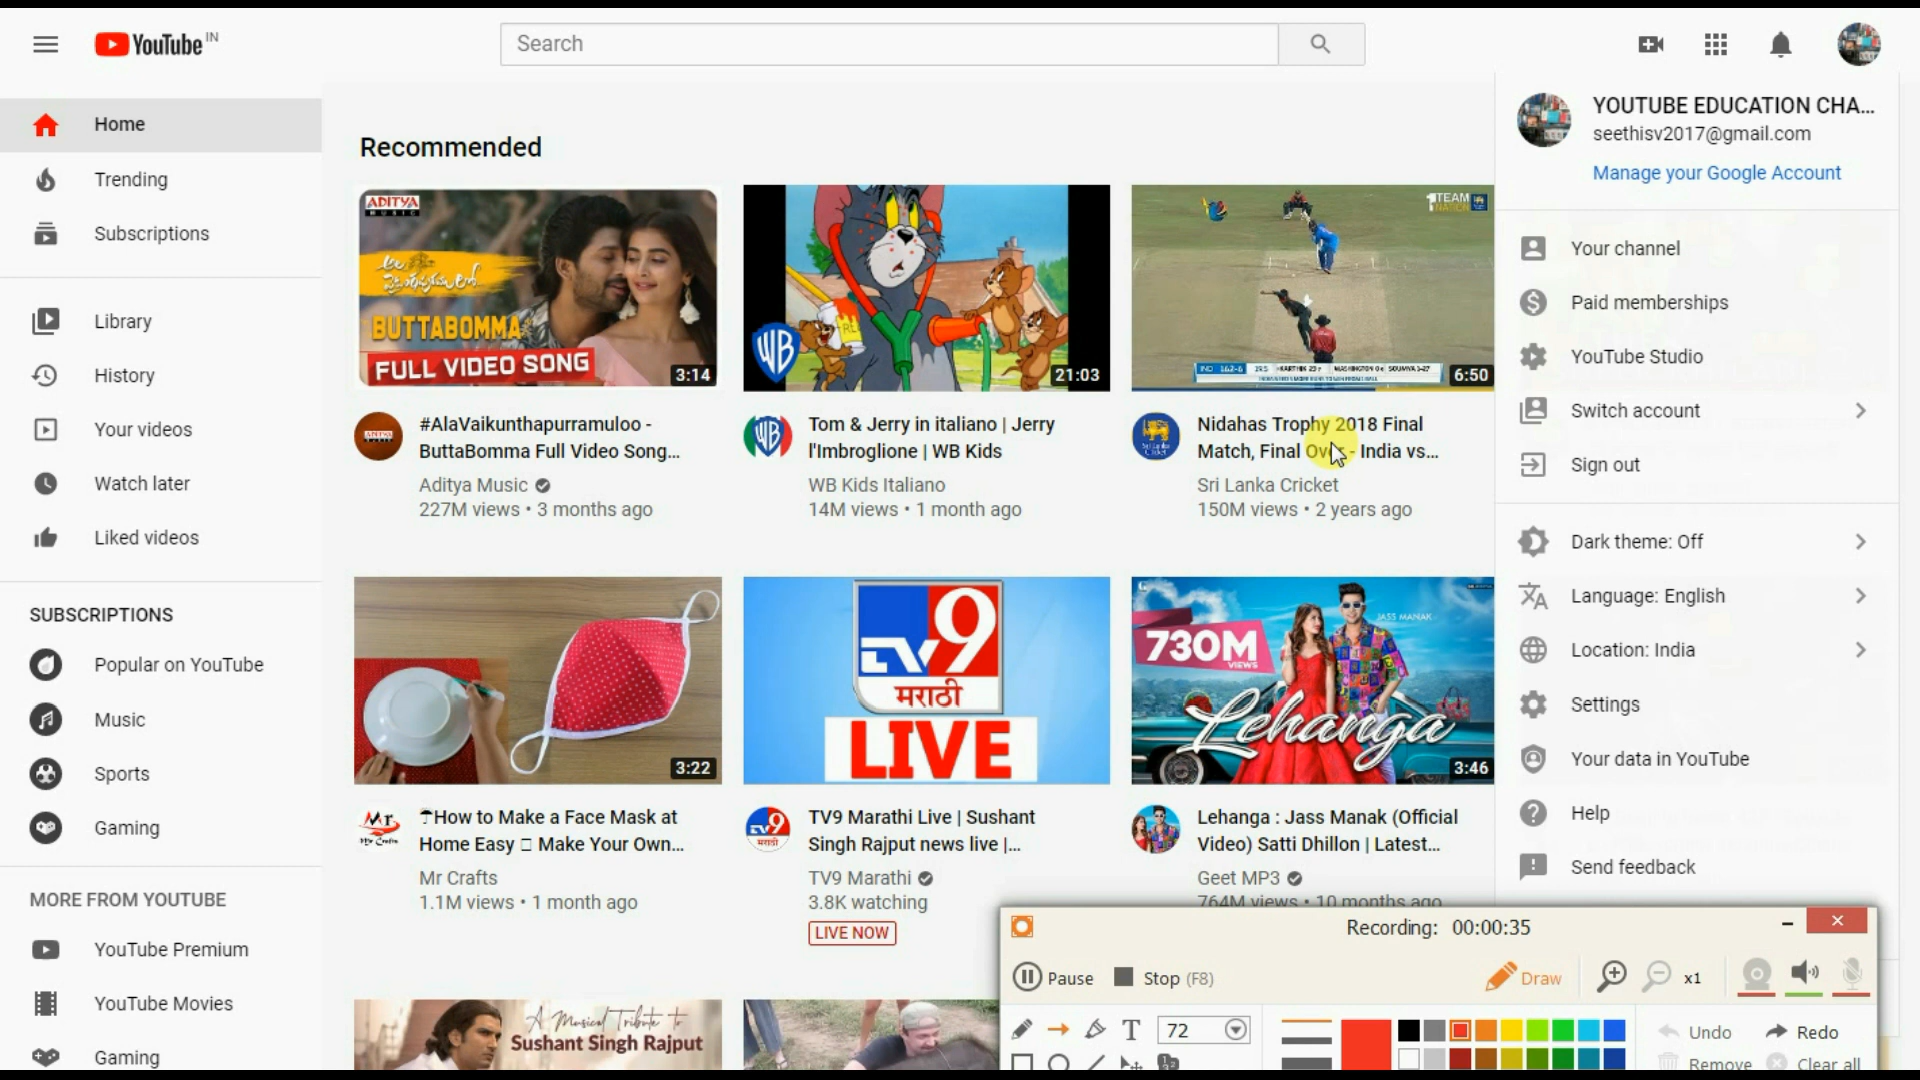 YouTube IN
Search
Home
Trending
Subscriptions
Library
History
Your videos
Watch later
Liked videos
SUBSCRIPTIONS
Popular on YouTube
Music
Sports
Gaming
MORE FROM YOUTUBE
YouTube Premium
YouTube Movies
Gaming
Recommended
ADITYA
MUSIC
BUTTABOMMA
FULL VIDEO SONG
3:14
#AlaVaikunthapurramuloo -
ButtaBomma Full Video Song...
Aditya Music
227M views • 3 months ago
WB
21:03
Tom & Jerry in italiano | Jerry
l'Imbroglione | WB Kids
WB Kids Italiano
14M views • 1 month ago
1TEAM
NATION
6:50
Nidahas Trophy 2018 Final
Match, Final Over - India vs...
Sri Lanka Cricket
150M views • 2 years ago
3:22
☂How to Make a Face Mask at
Home Easy □ Make Your Own...
Mr Crafts
1.1M views • 1 month ago
TV9
मराठी
LIVE
TV9 Marathi Live | Sushant
Singh Rajput news live |...
TV9 Marathi
3.8K watching
LIVE NOW
JASS MANAK
730M
VIEWS
Lehanga
3:46
Lehanga : Jass Manak (Official
Video) Satti Dhillon | Latest...
Geet MP3
764M views • 10 months ago
A Musical Tribute to
Sushant Singh Rajput
YOUTUBE EDUCATION CHA...
seethisv2017@gmail.com
Manage your Google Account
Your channel
Paid memberships
YouTube Studio
Switch account
Sign out
Dark theme: Off
Language: English
Location: India
Settings
Your data in YouTube
Help
Send feedback
Recording: 00:00:35
Pause
Stop (F8)
Draw
x1
T
72
Undo
Redo
Remove
Clear all